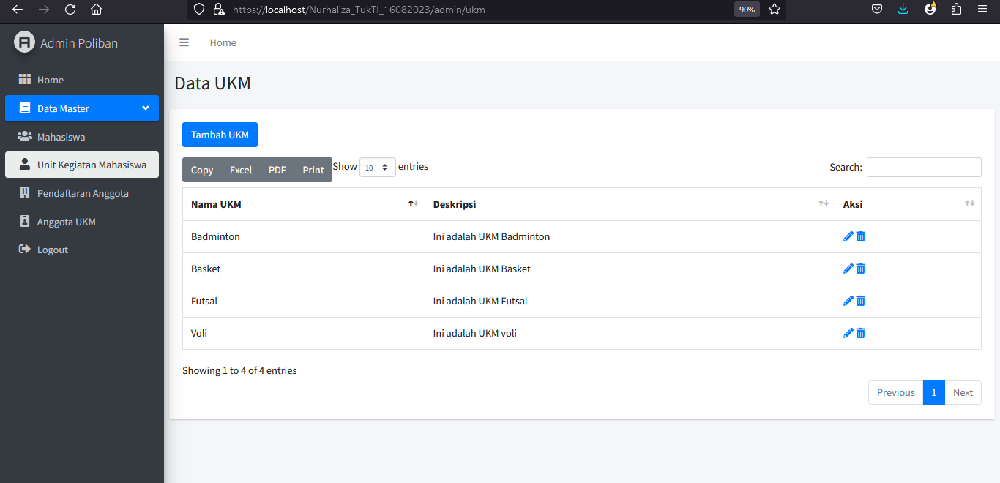 https://localhost/Nurhaliza_TukTI_16082023/admin/ukm
90%
Admin Poliban
Home
Data Master
Mahasiswa
Unit Kegiatan Mahasiswa
Pendaftaran Anggota
Anggota UKM
Logout
Home
Data UKM
Tambah UKM
Copy Excel PDF Print Show 10 entries Search:
Nama UKM Deskripsi Aksi
Badminton Ini adalah UKM Badminton
Basket Ini adalah UKM Basket
Futsal Ini adalah UKM Futsal
Voli Ini adalah UKM voli
Showing 1 to 4 of 4 entries
Previous 1 Next